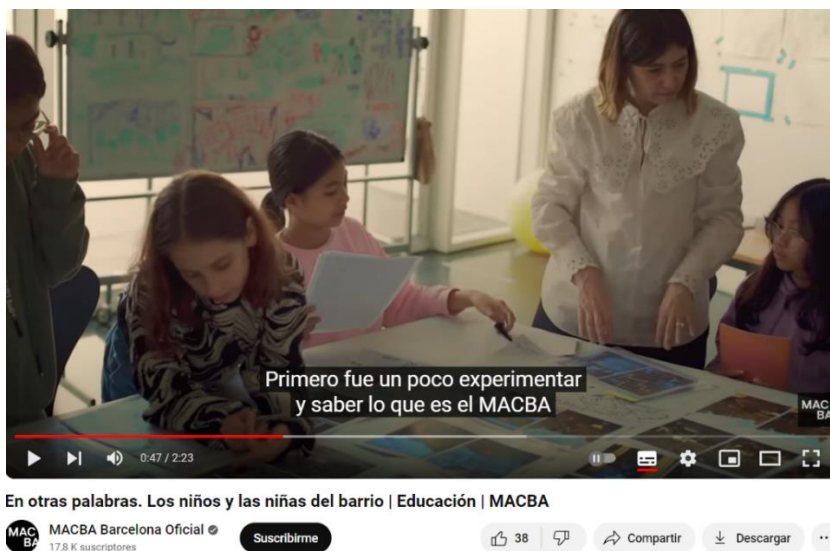 Primero fue un poco experimentar
y saber lo que es el MACBA
MAC
BA
0:47 / 2:23
En otras palabras. Los niños y las niñas del barrio | Educación | MACBA
MAC
BA
MACBA Barcelona Oficial
17.8 K suscriptores
Suscribirme
38
Compartir
Descargar